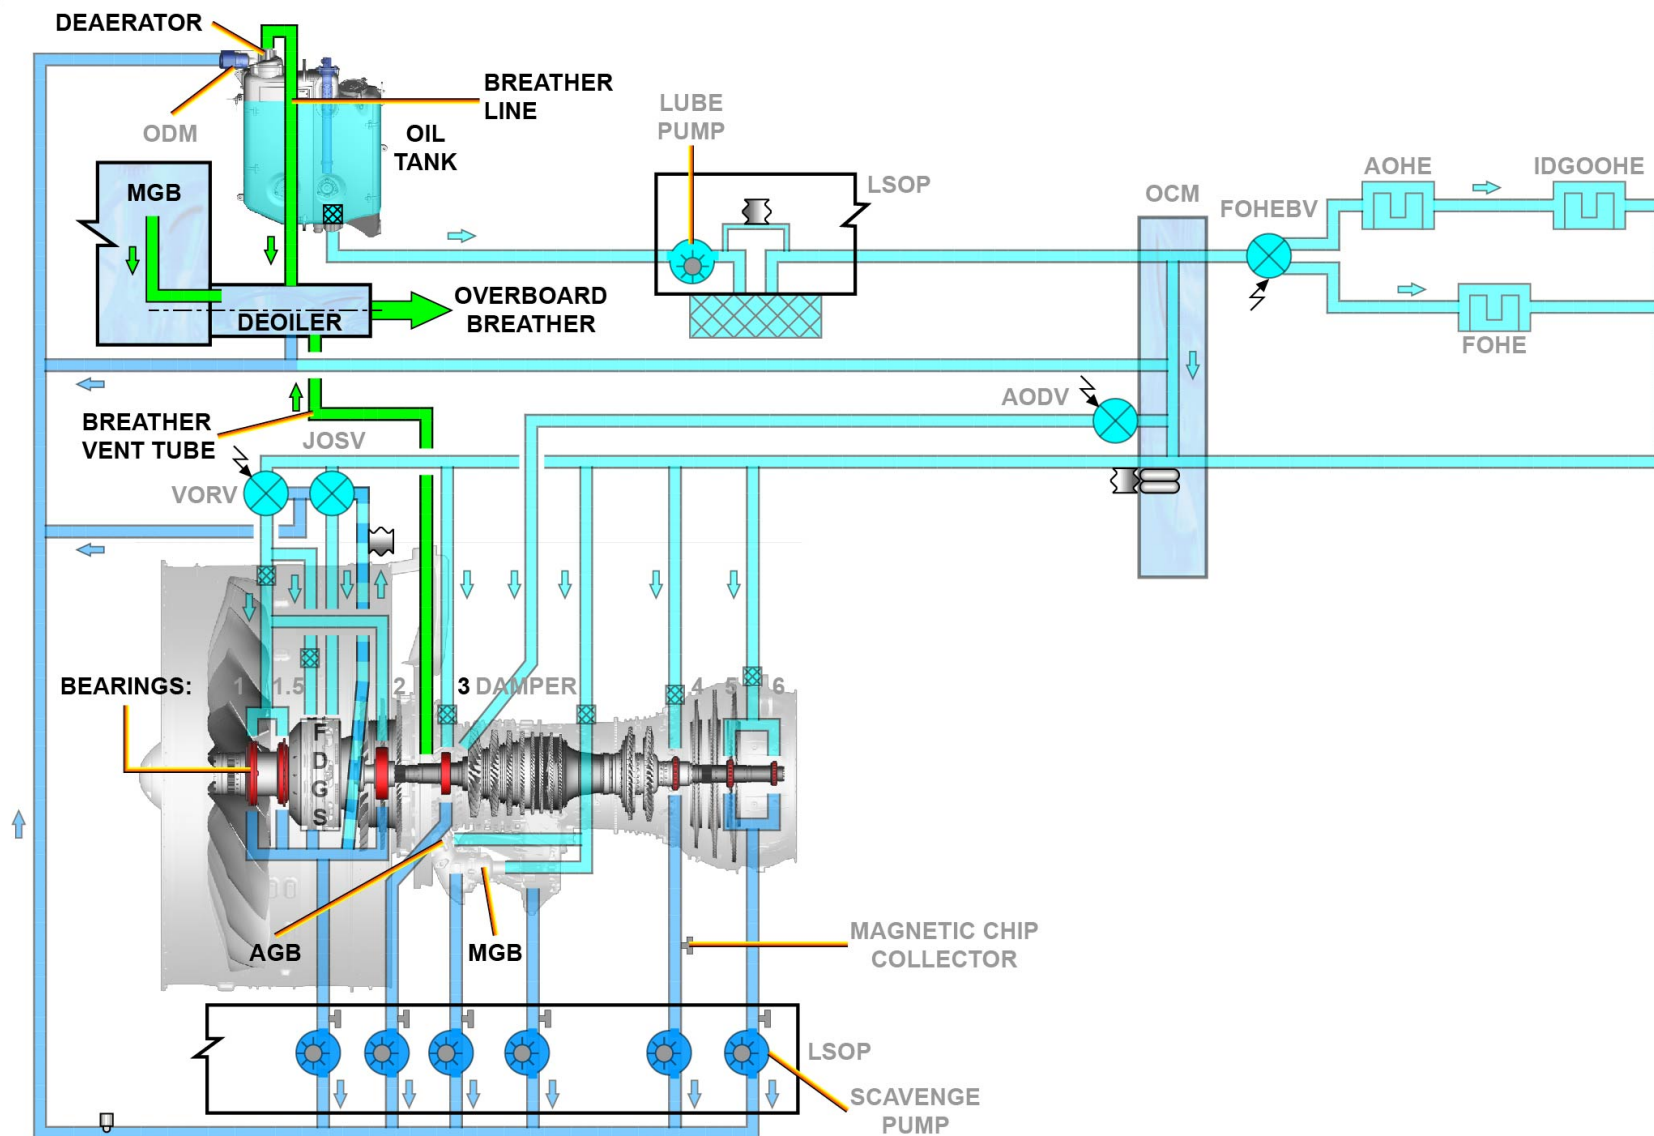 DEAERATOR
BREATHER
LINE
ODM
OIL
TANK
LUBE
PUMP
LSOP
AOHE
IDGOOHE
OCM
FOHEBV
MGB
OVERBOARD
BREATHER
DEOILER
FOHE
AODV
BREATHER
VENT TUBE
JOSV
VORV
BEARINGS: 1 1.5 2 3 DAMPER 4 5 6
F
D
G
S
AGB
MGB
MAGNETIC CHIP
COLLECTOR
LSOP
SCAVENGE
PUMP